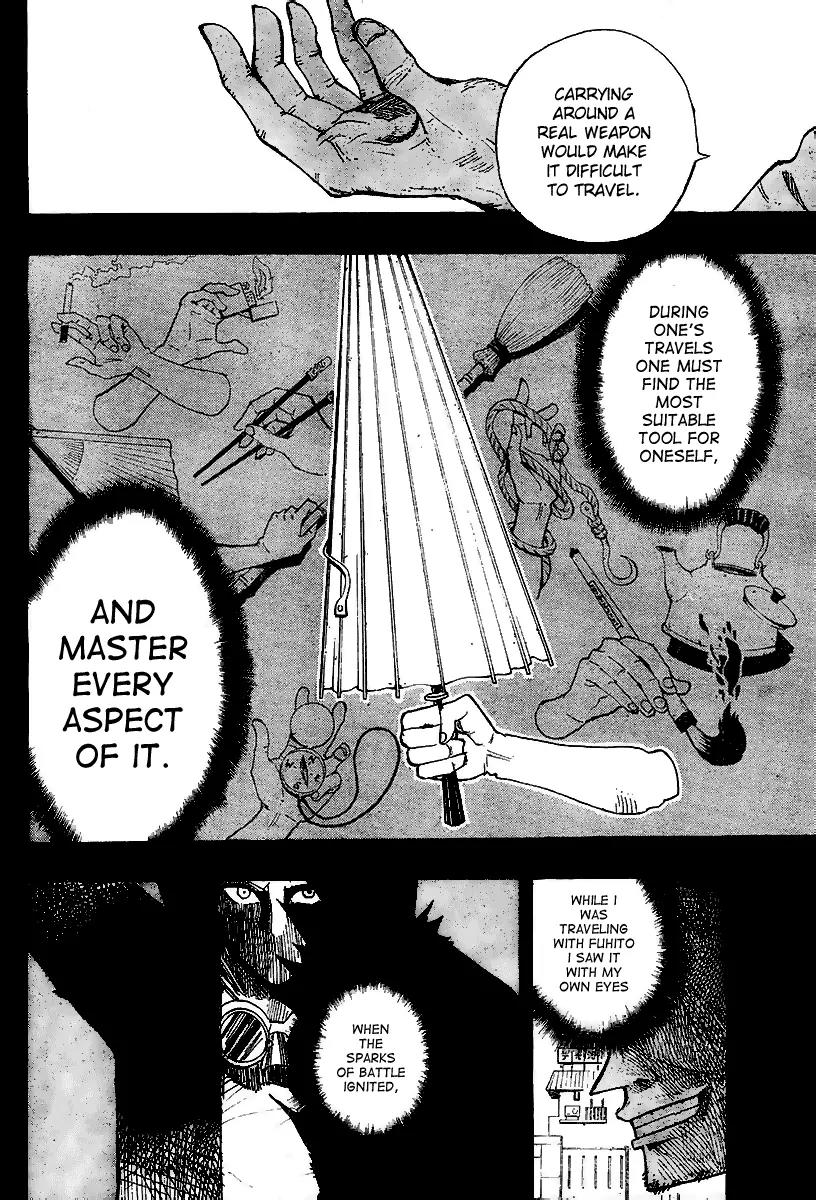 CARRYING
AROUND A
REAL WEAPON
WOULD MAKE
IT DIFFICULT
TO TRAVEL.
DURING
ONE'S
TRAVELS
ONE MUST
FIND THE
MOST
SUITABLE
TOOL FOR
ONESELF,
AND
MASTER
EVERY
ASPECT
OF IT.
WHILE I
WAS
TRAVELING
WITH FUHITO
I SAW IT
WITH MY
OWN EYES
WHEN
THE
SPARKS
OF BATTLE
IGNITED,